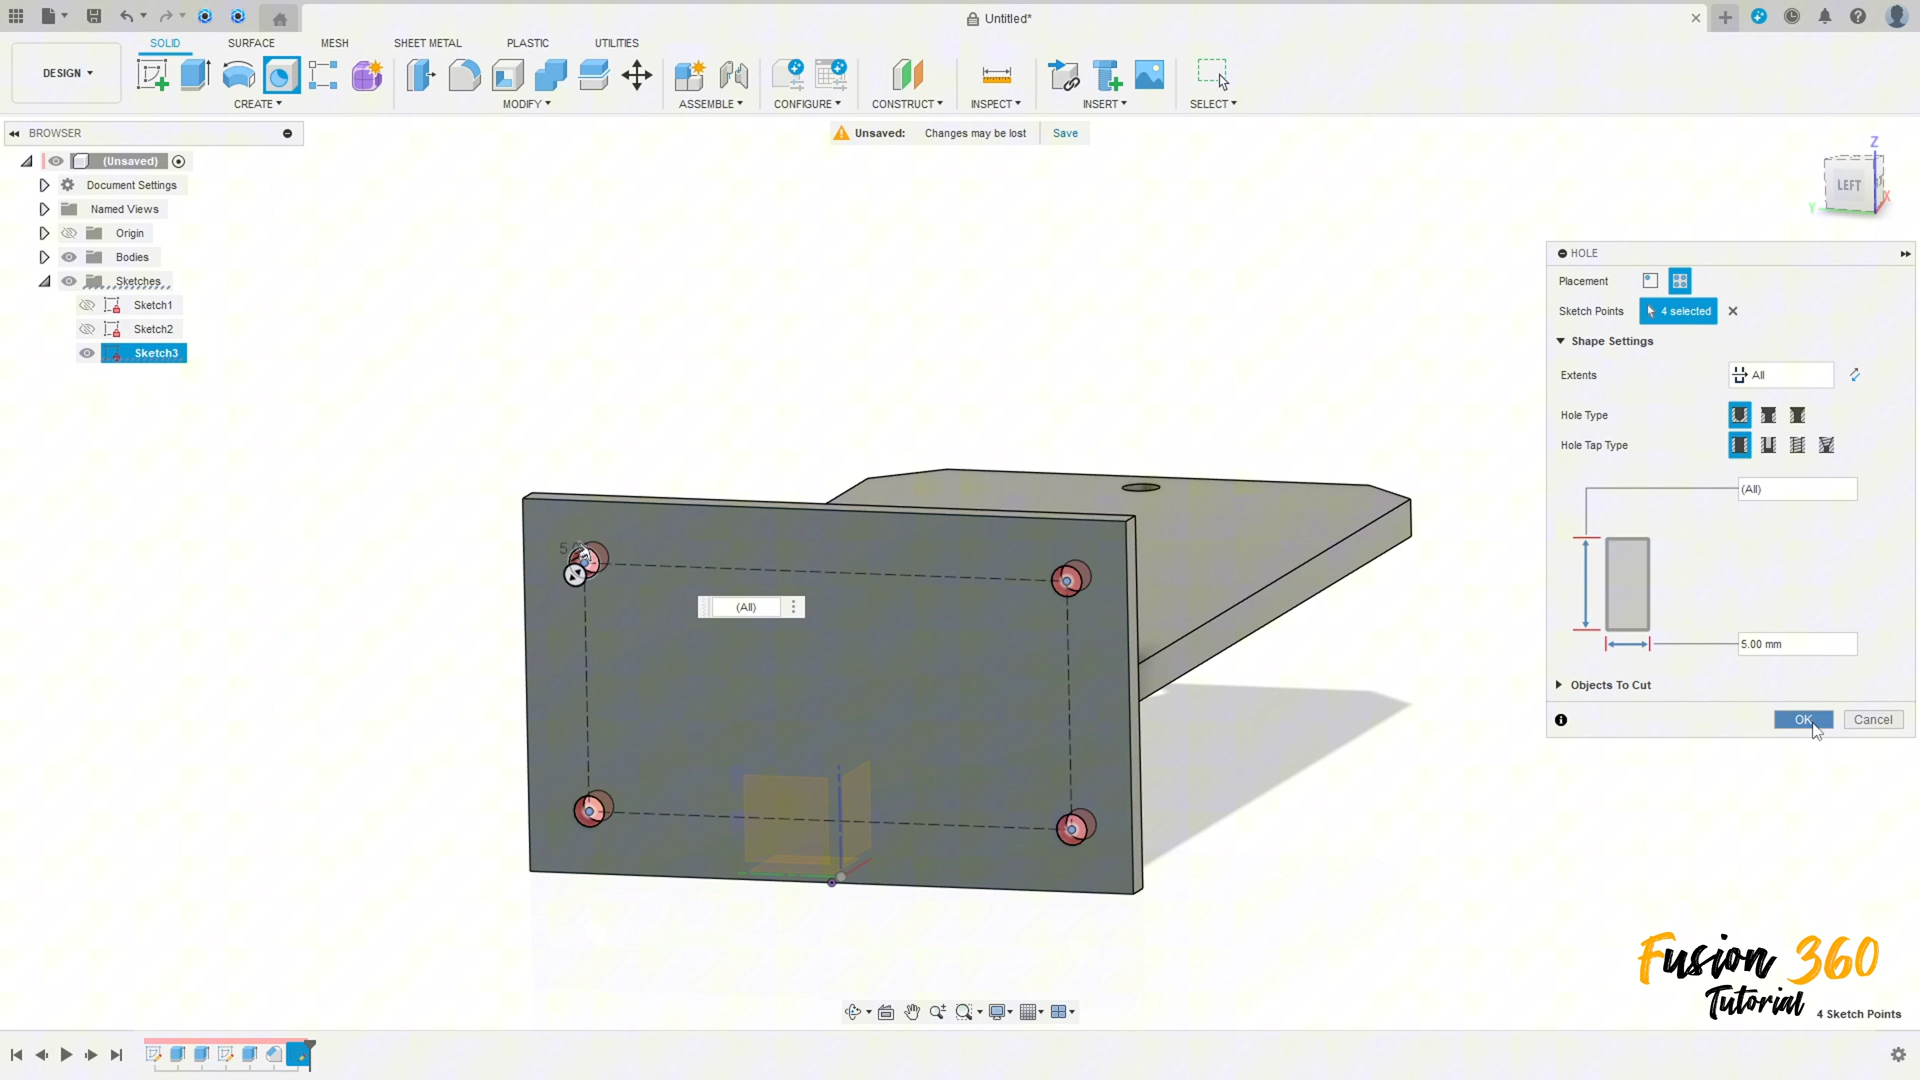 Untitled*
DESIGN
SOLID SURFACE MESH SHEET METAL PLASTIC UTILITIES
CREATE MODIFY ASSEMBLE CONFIGURE CONSTRUCT INSPECT INSERT SELECT
BROWSER
Unsaved: Changes may be lost Save
(Unsaved)
Document Settings
Named Views
Origin
Bodies
Sketches
Sketch1
Sketch2
Sketch3
Z
LEFT
X
Y
HOLE
Placement
Sketch Points 4 selected
Shape Settings
Extents All
Hole Type
Hole Tap Type
(All)
5.00 mm
Objects To Cut
OK Cancel
(All)
Fusion 360
Tutorial
4 Sketch Points